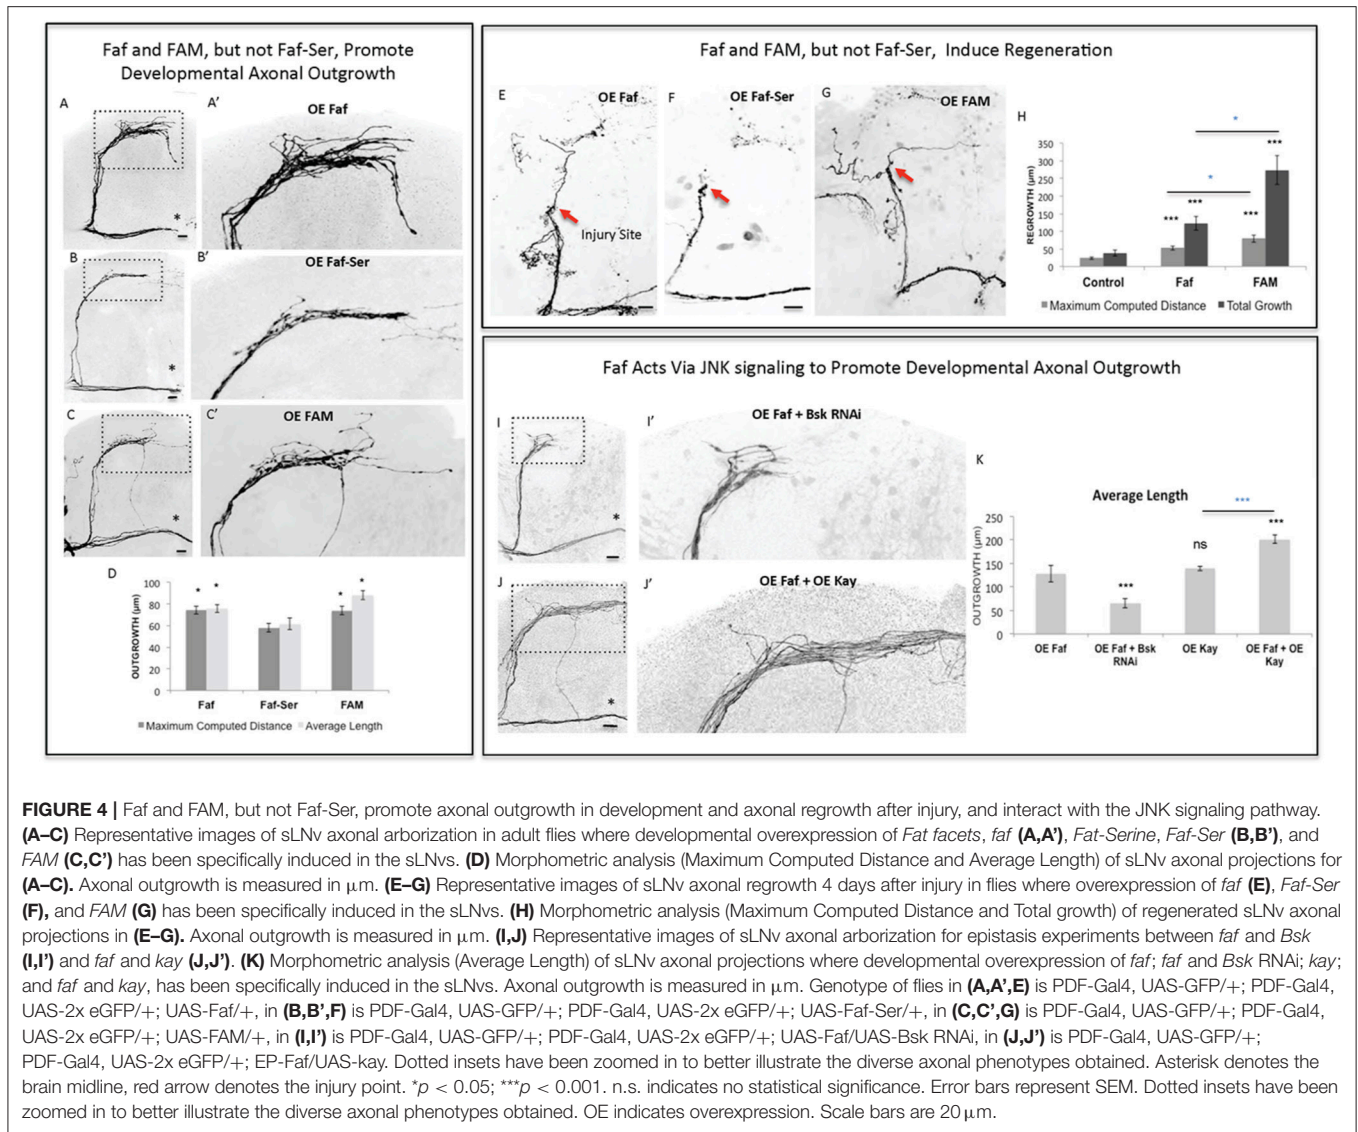 Faf and FAM, but not Faf-Ser, Promote
Developmental Axonal Outgrowth
A
A'
OE Faf
*
B
B'
OE Faf-Ser
*
C
C'
OE FAM
*
D
OUTGROWTH (µm)
100
80
60
40
20
0
* *
* *
Faf
Faf-Ser
FAM
Maximum Computed Distance
Average Length
Faf and FAM, but not Faf-Ser, Induce Regeneration
E
OE Faf
Injury Site
F
OE Faf-Ser
G
OE FAM
H
REGROWTH (µm)
350
300
250
200
150
100
50
0
*
*
***
***
***
***
Control
Faf
FAM
Maximum Computed Distance
Total Growth
Faf Acts Via JNK signaling to Promote Developmental Axonal Outgrowth
I
I'
OE Faf + Bsk RNAi
*
J
J'
OE Faf + OE Kay
*
K
Average Length
OUTGROWTH (µm)
250
200
150
100
50
0
***
ns
***
***
OE Faf
OE Faf + Bsk
RNAi
OE Kay
OE Faf + OE
Kay
FIGURE 4 | Faf and FAM, but not Faf-Ser, promote axonal outgrowth in development and axonal regrowth after injury, and interact with the JNK signaling pathway.
(A–C) Representative images of sLNv axonal arborization in adult flies where developmental overexpression of Fat facets, faf (A,A'), Fat-Serine, Faf-Ser (B,B'), and
FAM (C,C') has been specifically induced in the sLNvs. (D) Morphometric analysis (Maximum Computed Distance and Average Length) of sLNv axonal projections for
(A–C). Axonal outgrowth is measured in µm. (E–G) Representative images of sLNv axonal regrowth 4 days after injury in flies where overexpression of faf (E), Faf-Ser
(F), and FAM (G) has been specifically induced in the sLNvs. (H) Morphometric analysis (Maximum Computed Distance and Total growth) of regenerated sLNv axonal
projections in (E–G). Axonal outgrowth is measured in µm. (I,J) Representative images of sLNv axonal arborization for epistasis experiments between faf and Bsk
(I,I') and faf and kay (J,J'). (K) Morphometric analysis (Average Length) of sLNv axonal projections where developmental overexpression of faf; faf and Bsk RNAi; kay;
and faf and kay, has been specifically induced in the sLNvs. Axonal outgrowth is measured in µm. Genotype of flies in (A,A',E) is PDF-Gal4, UAS-GFP/+; PDF-Gal4,
UAS-2x eGFP/+; UAS-Faf/+, in (B,B',F) is PDF-Gal4, UAS-GFP/+; PDF-Gal4, UAS-2x eGFP/+; UAS-Faf-Ser/+, in (C,C',G) is PDF-Gal4, UAS-GFP/+; PDF-Gal4,
UAS-2x eGFP/+; UAS-FAM/+, in (I,I') is PDF-Gal4, UAS-GFP/+; PDF-Gal4, UAS-2x eGFP/+; UAS-Faf/UAS-Bsk RNAi, in (J,J') is PDF-Gal4, UAS-GFP/+;
PDF-Gal4, UAS-2x eGFP/+; EP-Faf/UAS-kay. Dotted insets have been zoomed in to better illustrate the diverse axonal phenotypes obtained. Asterisk denotes the
brain midline, red arrow denotes the injury point. *p < 0.05; ***p < 0.001. n.s. indicates no statistical significance. Error bars represent SEM. Dotted insets have been
zoomed in to better illustrate the diverse axonal phenotypes obtained. OE indicates overexpression. Scale bars are 20 µm.